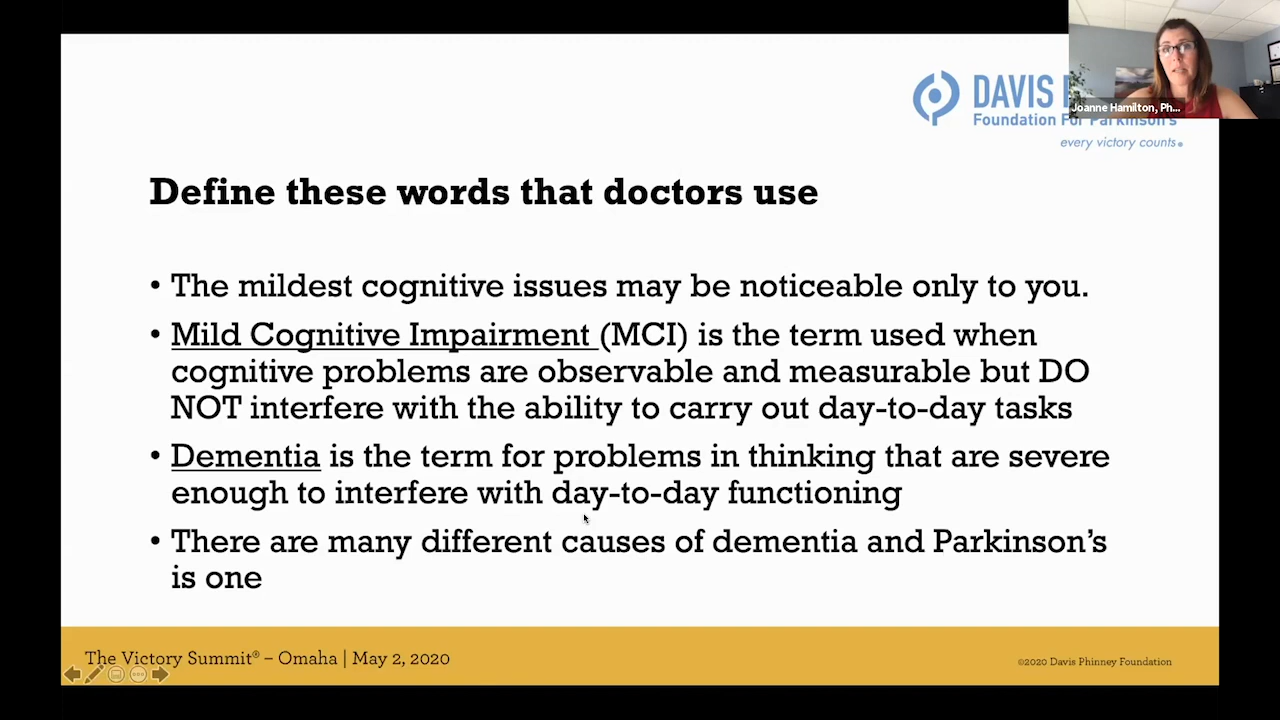 DAVIS P
Foundation For Parkinson's
every victory counts.
Joanne Hamilton, Ph...
Define these words that doctors use
• The mildest cognitive issues may be noticeable only to you.
• Mild Cognitive Impairment (MCI) is the term used when
cognitive problems are observable and measurable but DO
NOT interfere with the ability to carry out day-to-day tasks
• Dementia is the term for problems in thinking that are severe
enough to interfere with day-to-day functioning
• There are many different causes of dementia and Parkinson's
is one
The Victory Summit® – Omaha | May 2, 2020
©2020 Davis Phinney Foundation